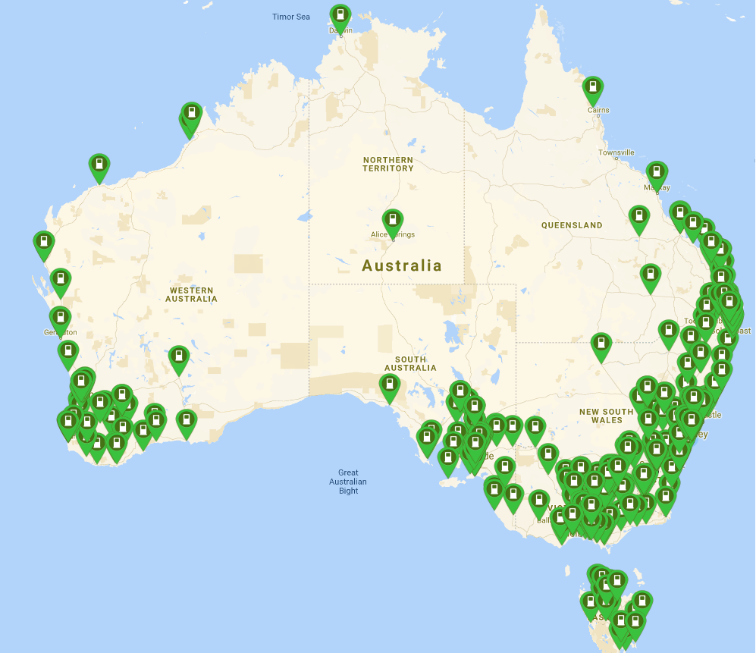 Timor Sea
Cairns
NORTHERN
TERRITORY
Townsville
QUEENSLAND
Alice Springs
Australia
WESTERN
AUSTRALIA
SOUTH
AUSTRALIA
NEW SOUTH
WALES
Great
Australian
Bight